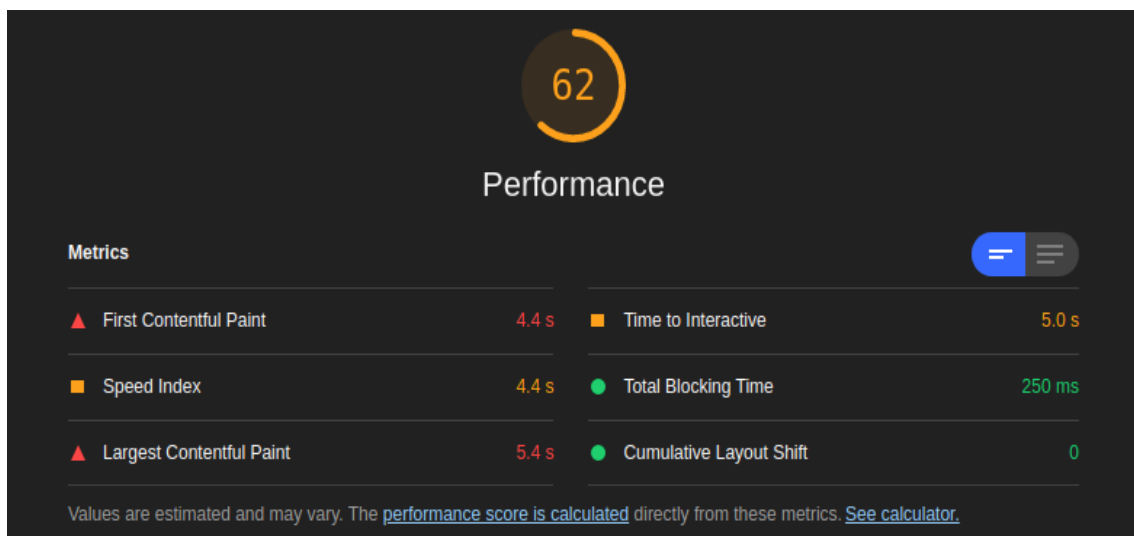 62
Performance
Metrics
First Contentful Paint 4.4 s
Time to Interactive 5.0 s
Speed Index 4.4 s
Total Blocking Time 250 ms
Largest Contentful Paint 5.4 s
Cumulative Layout Shift 0
Values are estimated and may vary. The performance score is calculated directly from these metrics. See calculator.